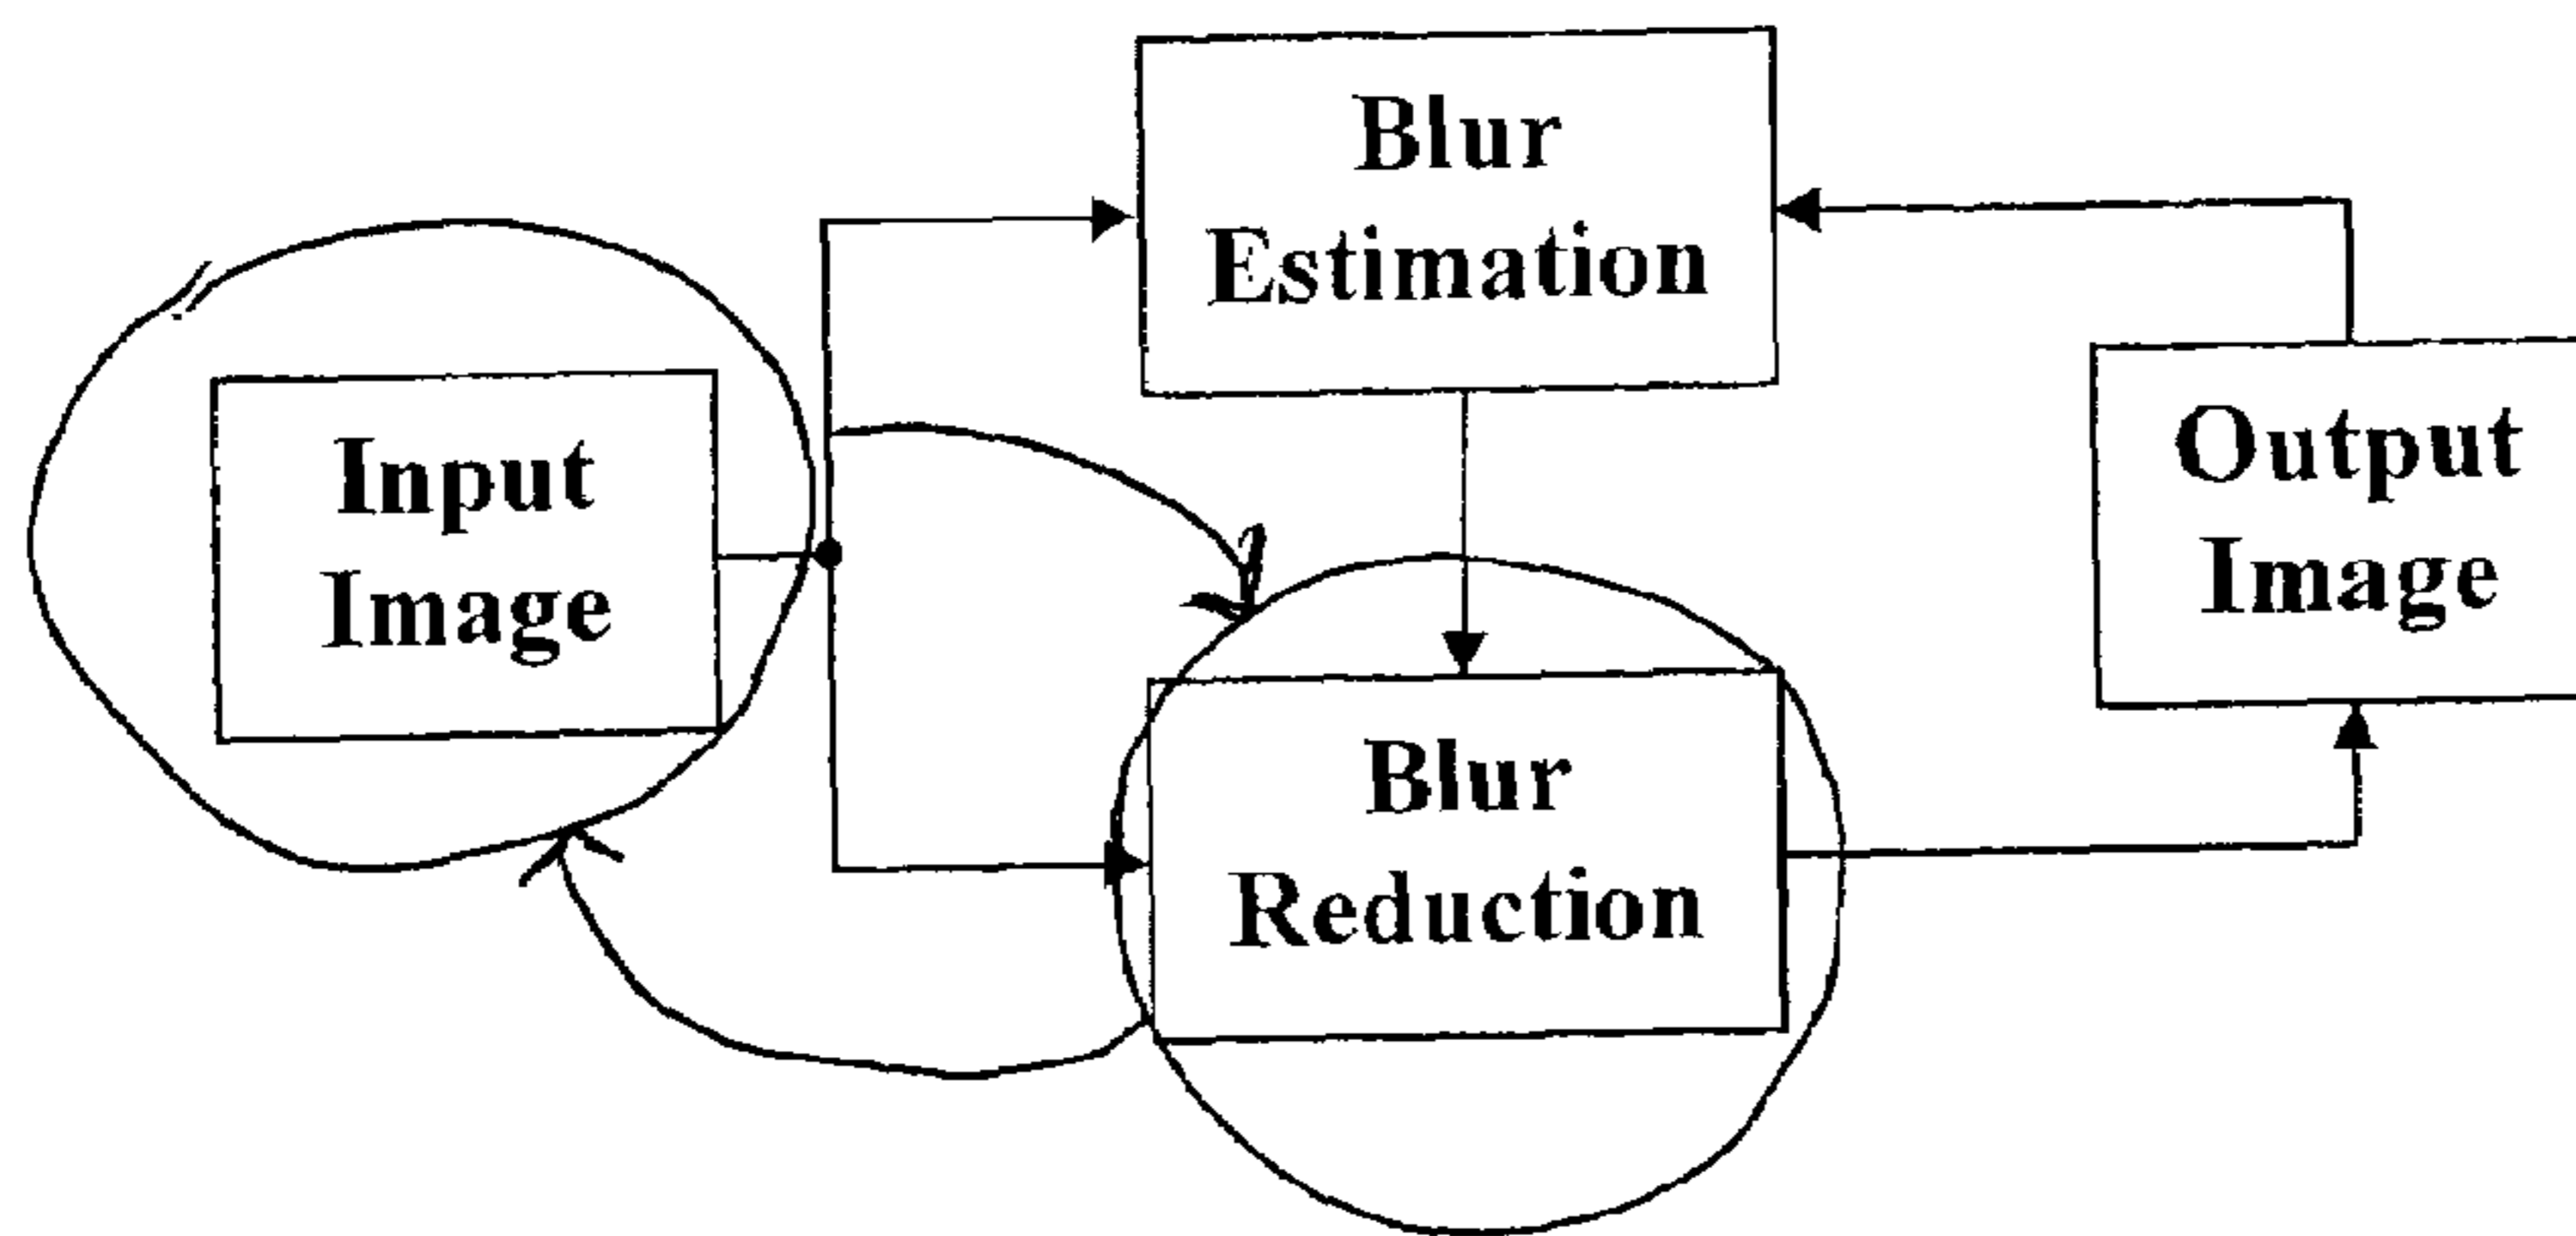 Input
Image
Blur
Estimation
Blur
Reduction
Output
Image